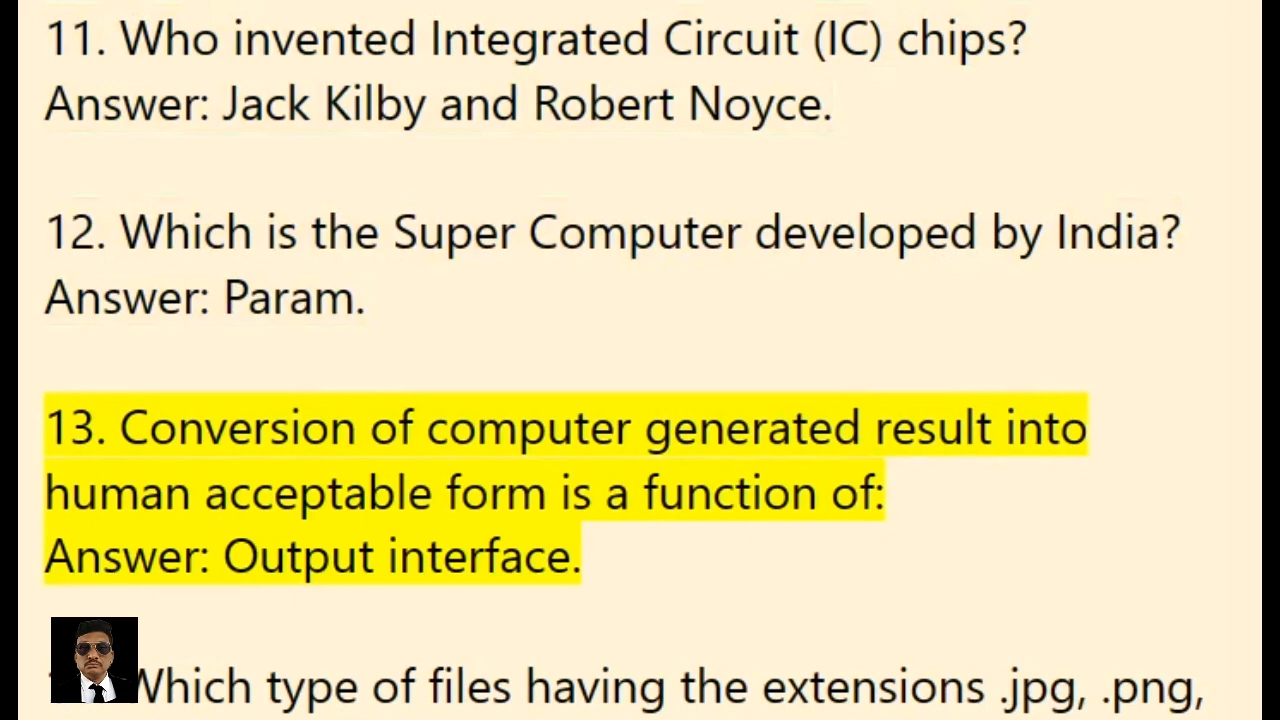 11. Who invented Integrated Circuit (IC) chips?
Answer: Jack Kilby and Robert Noyce.
12. Which is the Super Computer developed by India?
Answer: Param.
13. Conversion of computer generated result into
human acceptable form is a function of:
Answer: Output interface.
Which type of files having the extensions .jpg, .png,